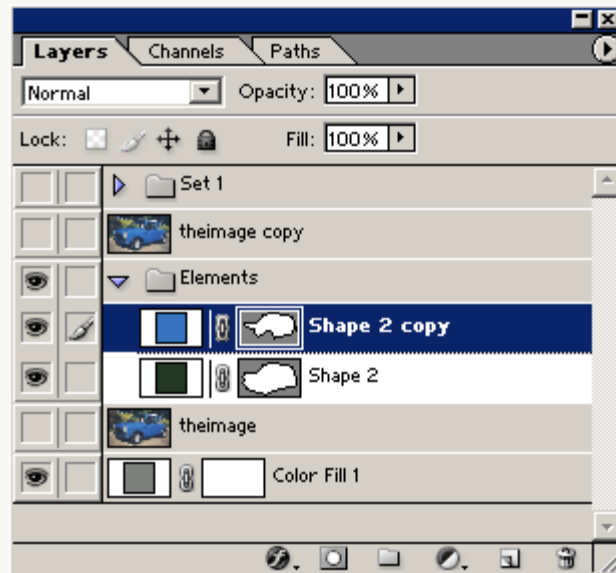 Layers Channels Paths
Normal Opacity: 100%
Lock: Fill: 100%
Set 1
theimage copy
Elements
Shape 2 copy
Shape 2
theimage
Color Fill 1